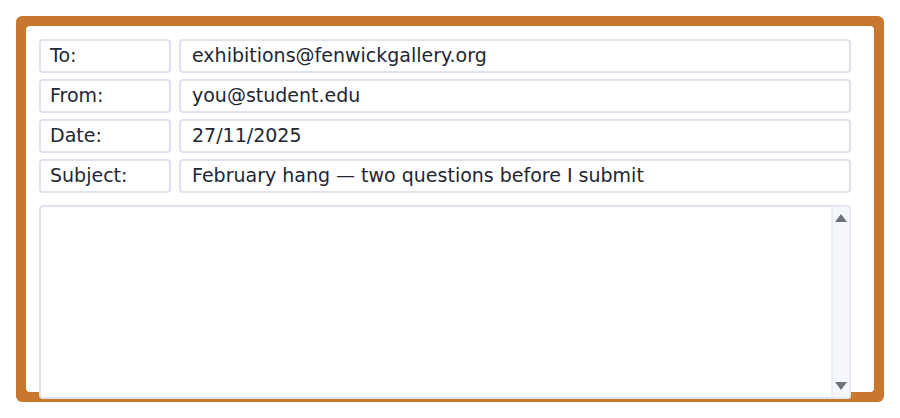 To: exhibitions@fenwickgallery.org
From: you@student.edu
Date: 27/11/2025
Subject: February hang — two questions before I submit